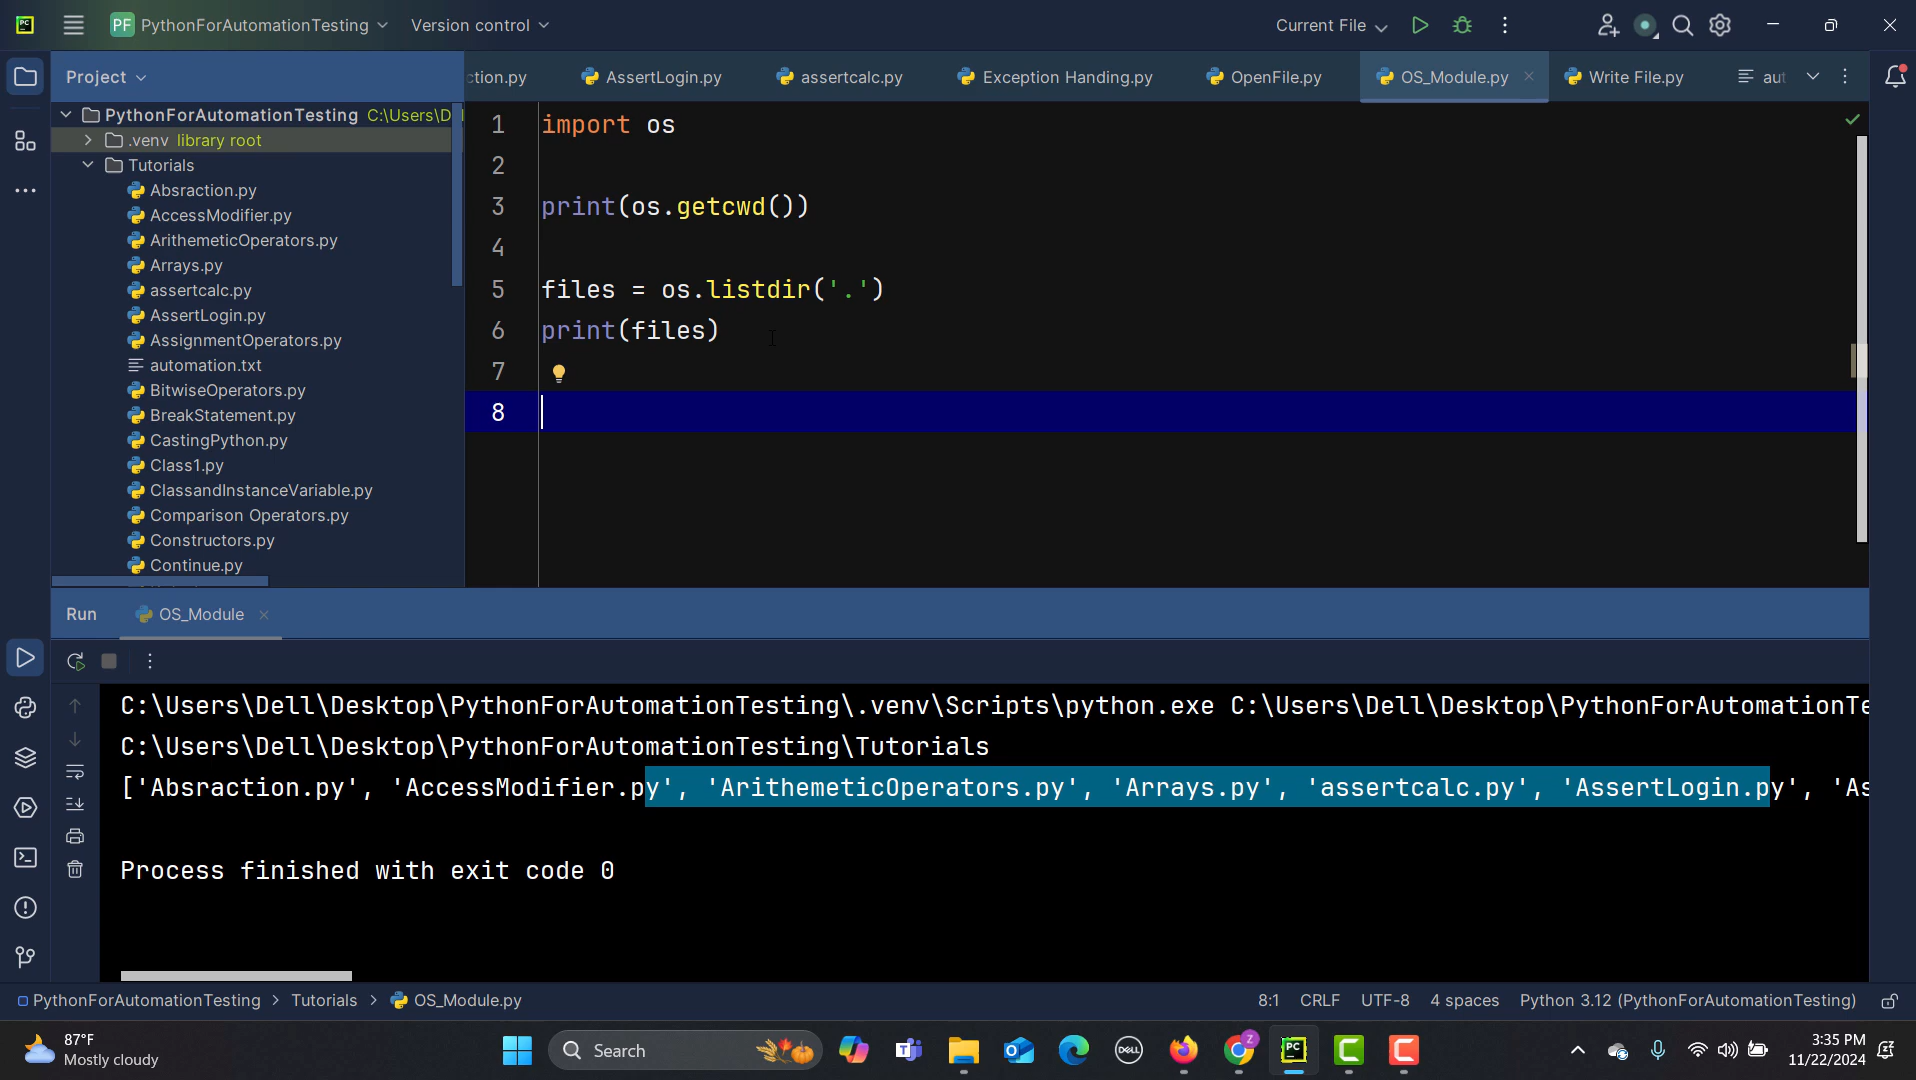 PC PF PythonForAutomationTesting Version control Current File
Project
ction.py AssertLogin.py assertcalc.py Exception Handing.py OpenFile.py OS_Module.py Write File.py aut
PythonForAutomationTesting C:\Users\D
.venv library root
Tutorials
Absraction.py
AccessModifier.py
ArithemeticOperators.py
Arrays.py
assertcalc.py
AssertLogin.py
AssignmentOperators.py
automation.txt
BitwiseOperators.py
BreakStatement.py
CastingPython.py
Class1.py
ClassandInstanceVariable.py
Comparison Operators.py
Constructors.py
Continue.py
1 import os
2
3 print(os.getcwd())
4
5 files = os.listdir('.')
6 print(files)
7
8
Run OS_Module
C:\Users\Dell\Desktop\PythonForAutomationTesting\.venv\Scripts\python.exe C:\Users\Dell\Desktop\PythonForAutomationTe
C:\Users\Dell\Desktop\PythonForAutomationTesting\Tutorials
['Absraction.py', 'AccessModifier.py', 'ArithemeticOperators.py', 'Arrays.py', 'assertcalc.py', 'AssertLogin.py', 'As
Process finished with exit code 0
PythonForAutomationTesting > Tutorials > OS_Module.py 8:1 CRLF UTF-8 4 spaces Python 3.12 (PythonForAutomationTesting)
87°F
Mostly cloudy
Search
DELL
Z
PC
3:35 PM
11/22/2024